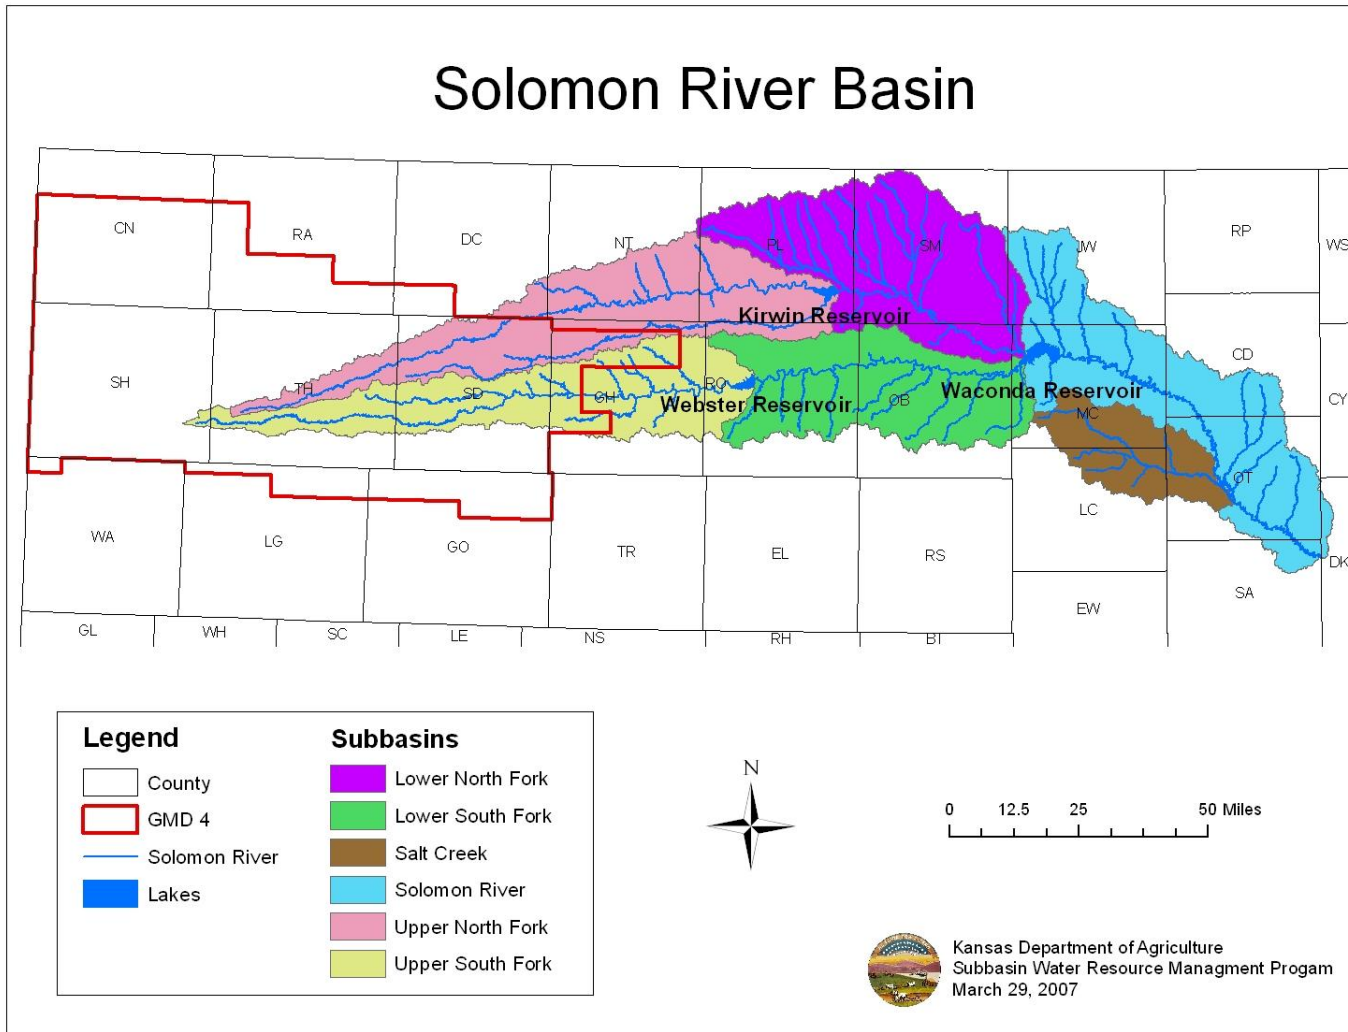 Solomon River Basin
CN
RA
DC
NT
PL
SM
JW
RP
WS
Kirwin Reservoir
SH
TH
SD
GH
RO
Webster Reservoir
OB
Waconda Reservoir
MC
CD
CY
OT
WA
LG
GO
TR
EL
RS
LC
EW
SA
DK
GL
WH
SC
LE
NS
RH
BT
Legend
County
GMD 4
Solomon River
Lakes
Subbasins
Lower North Fork
Lower South Fork
Salt Creek
Solomon River
Upper North Fork
Upper South Fork
N
0 12.5 25 50 Miles
Kansas Department of Agriculture
Subbasin Water Resource Managment Progam
March 29, 2007